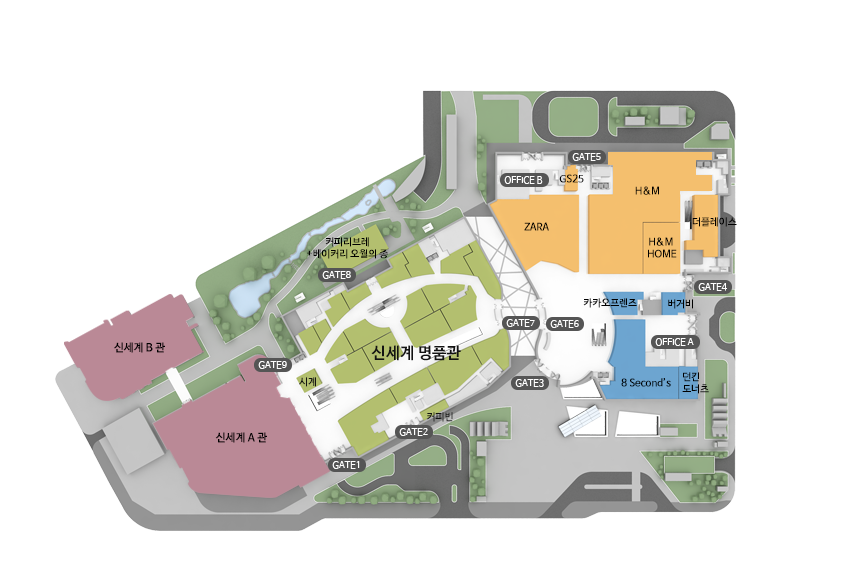 GATE5
OFFICE B
GS25
H&M
ZARA
더플레이스
H&M
HOME
커피리브레
+베이커리 오월의 종
GATE8
GATE4
카카오프렌즈
버거비
GATE7
GATE6
OFFICE A
신세계 B 관
신세계 명품관
GATE9
시계
GATE3
8 Second's
던킨
도너츠
커피빈
GATE2
신세계 A 관
GATE1